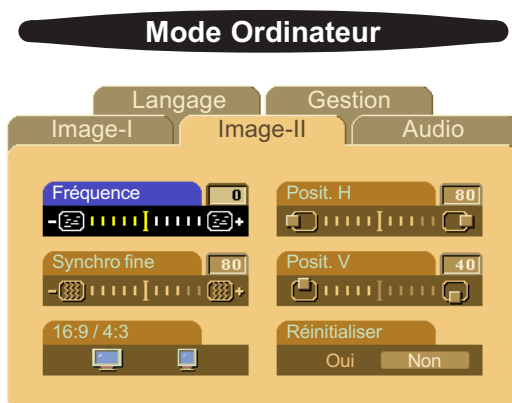 Mode Ordinateur
Langage Gestion
Image-I Image-II Audio
Fréquence 0
Posit. H 80
Synchro fine 80
Posit. V 40
16:9 / 4:3
Réinitialiser
Oui Non